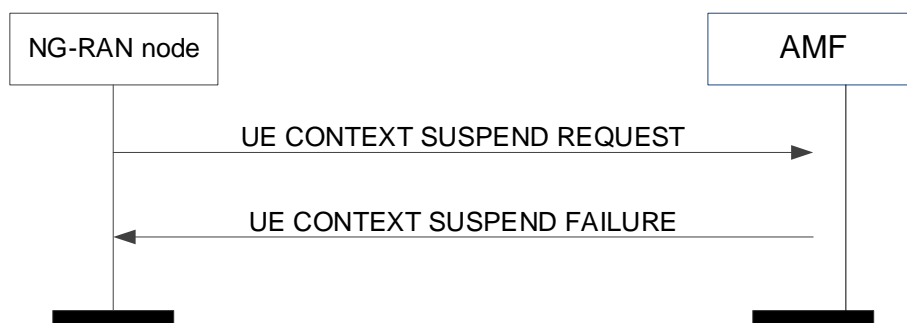 NG-RAN node
AMF
UE CONTEXT SUSPEND REQUEST
UE CONTEXT SUSPEND FAILURE